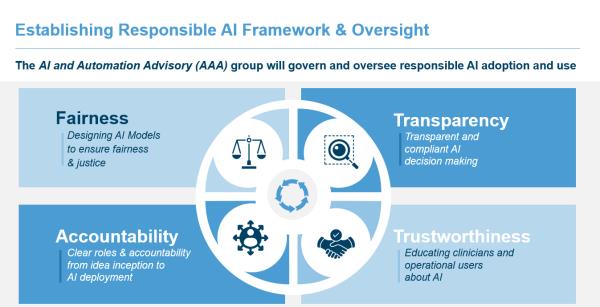 Establishing Responsible AI Framework & Oversight
The AI and Automation Advisory (AAA) group will govern and oversee responsible AI adoption and use
Fairness
Designing AI Models
to ensure fairness
& justice
Transparency
Transparent and
compliant AI
decision making
Accountability
Clear roles & accountability
from idea inception to
AI deployment
Trustworthiness
Educating clinicians and
operational users
about AI